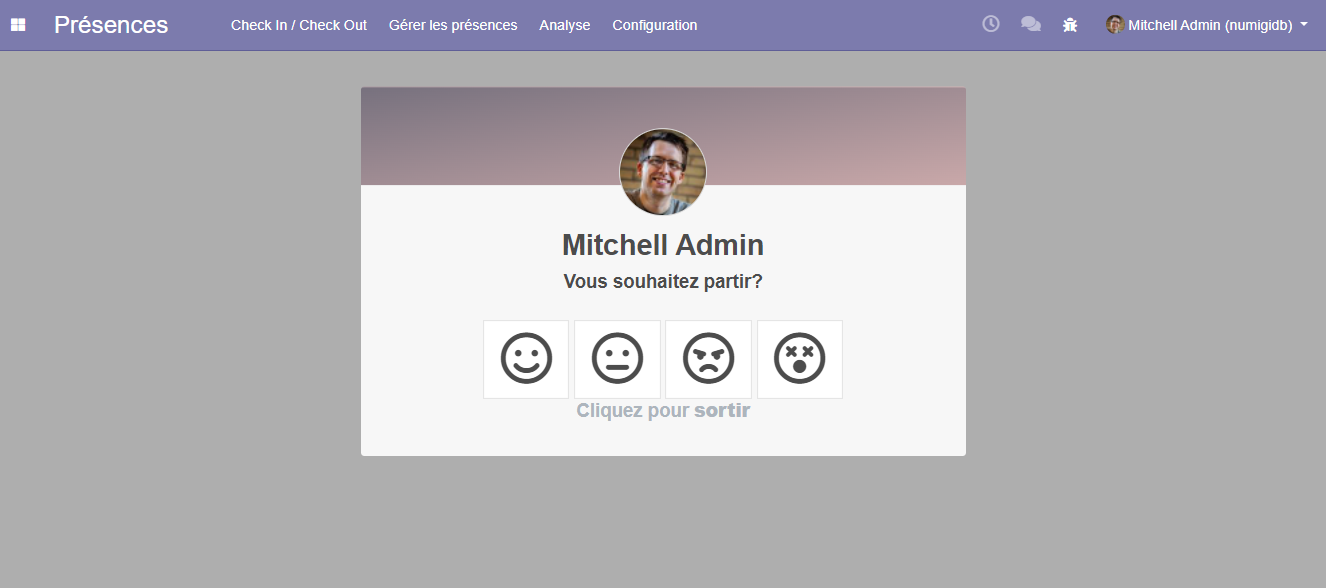 Présences Check In / Check Out Gérer les présences Analyse Configuration Mitchell Admin (numigidb)
Mitchell Admin
Vous souhaitez partir?
Cliquez pour sortir